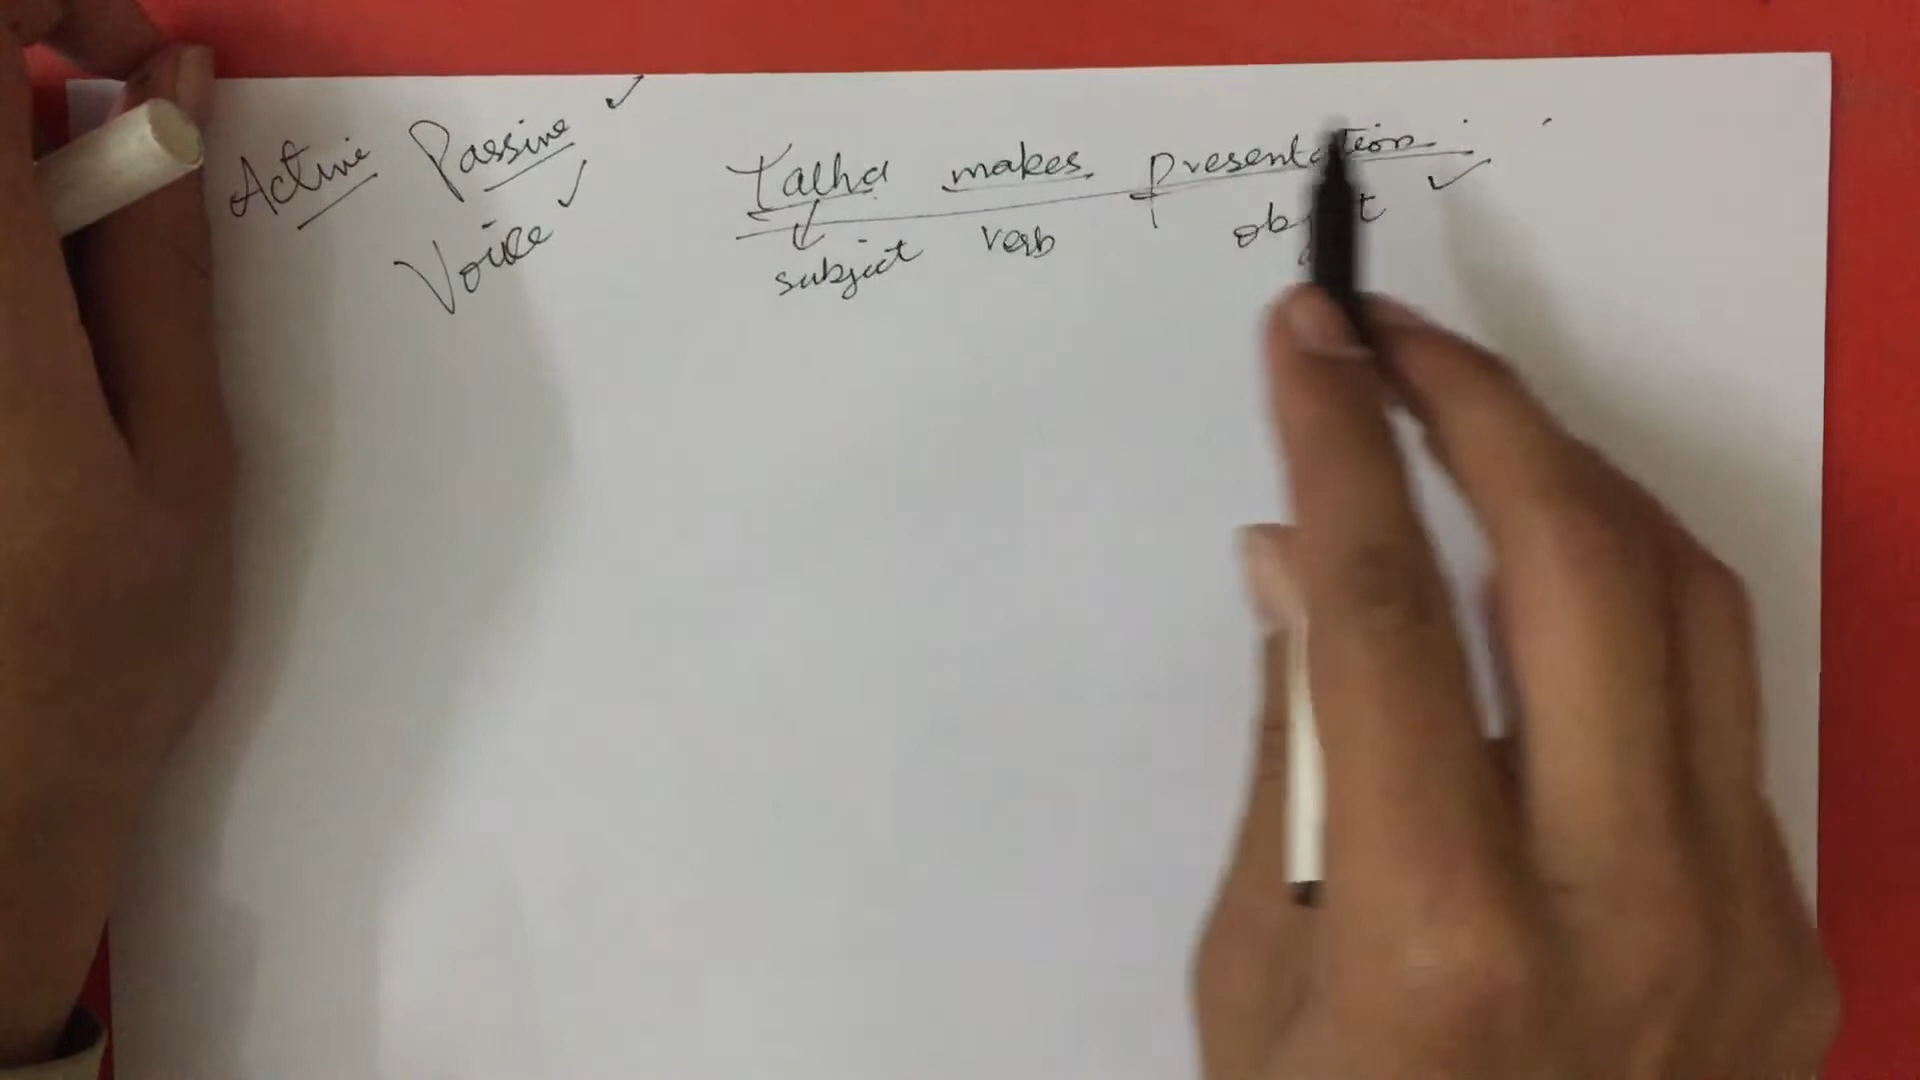 Active Passive
Voice
Talha makes presentation.
subject verb object